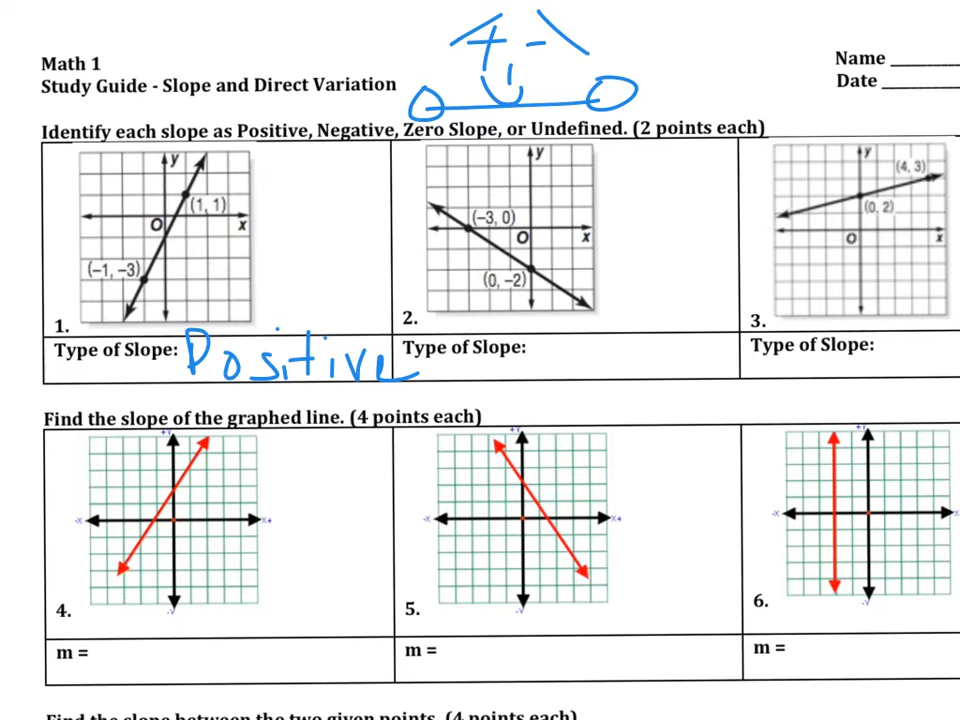 4 -
Math 1
Name
Study Guide - Slope and Direct Variation
Date
Identify each slope as Positive, Negative, Zero Slope, or Undefined. (2 points each)
y
(1, 1)
O
x
(−1, −3)
1.
y
(−3, 0)
O
x
(0, −2)
2.
y
(4, 3)
(0, 2)
O
x
3.
Type of Slope: Positive
Type of Slope:
Type of Slope:
Find the slope of the graphed line. (4 points each)
+Y
-X
X+
-Y
4.
+Y
-X
X+
-Y
5.
+Y
-X
X
-Y
6.
m =
m =
m =
Find the slope between the two given points. (4 points each)